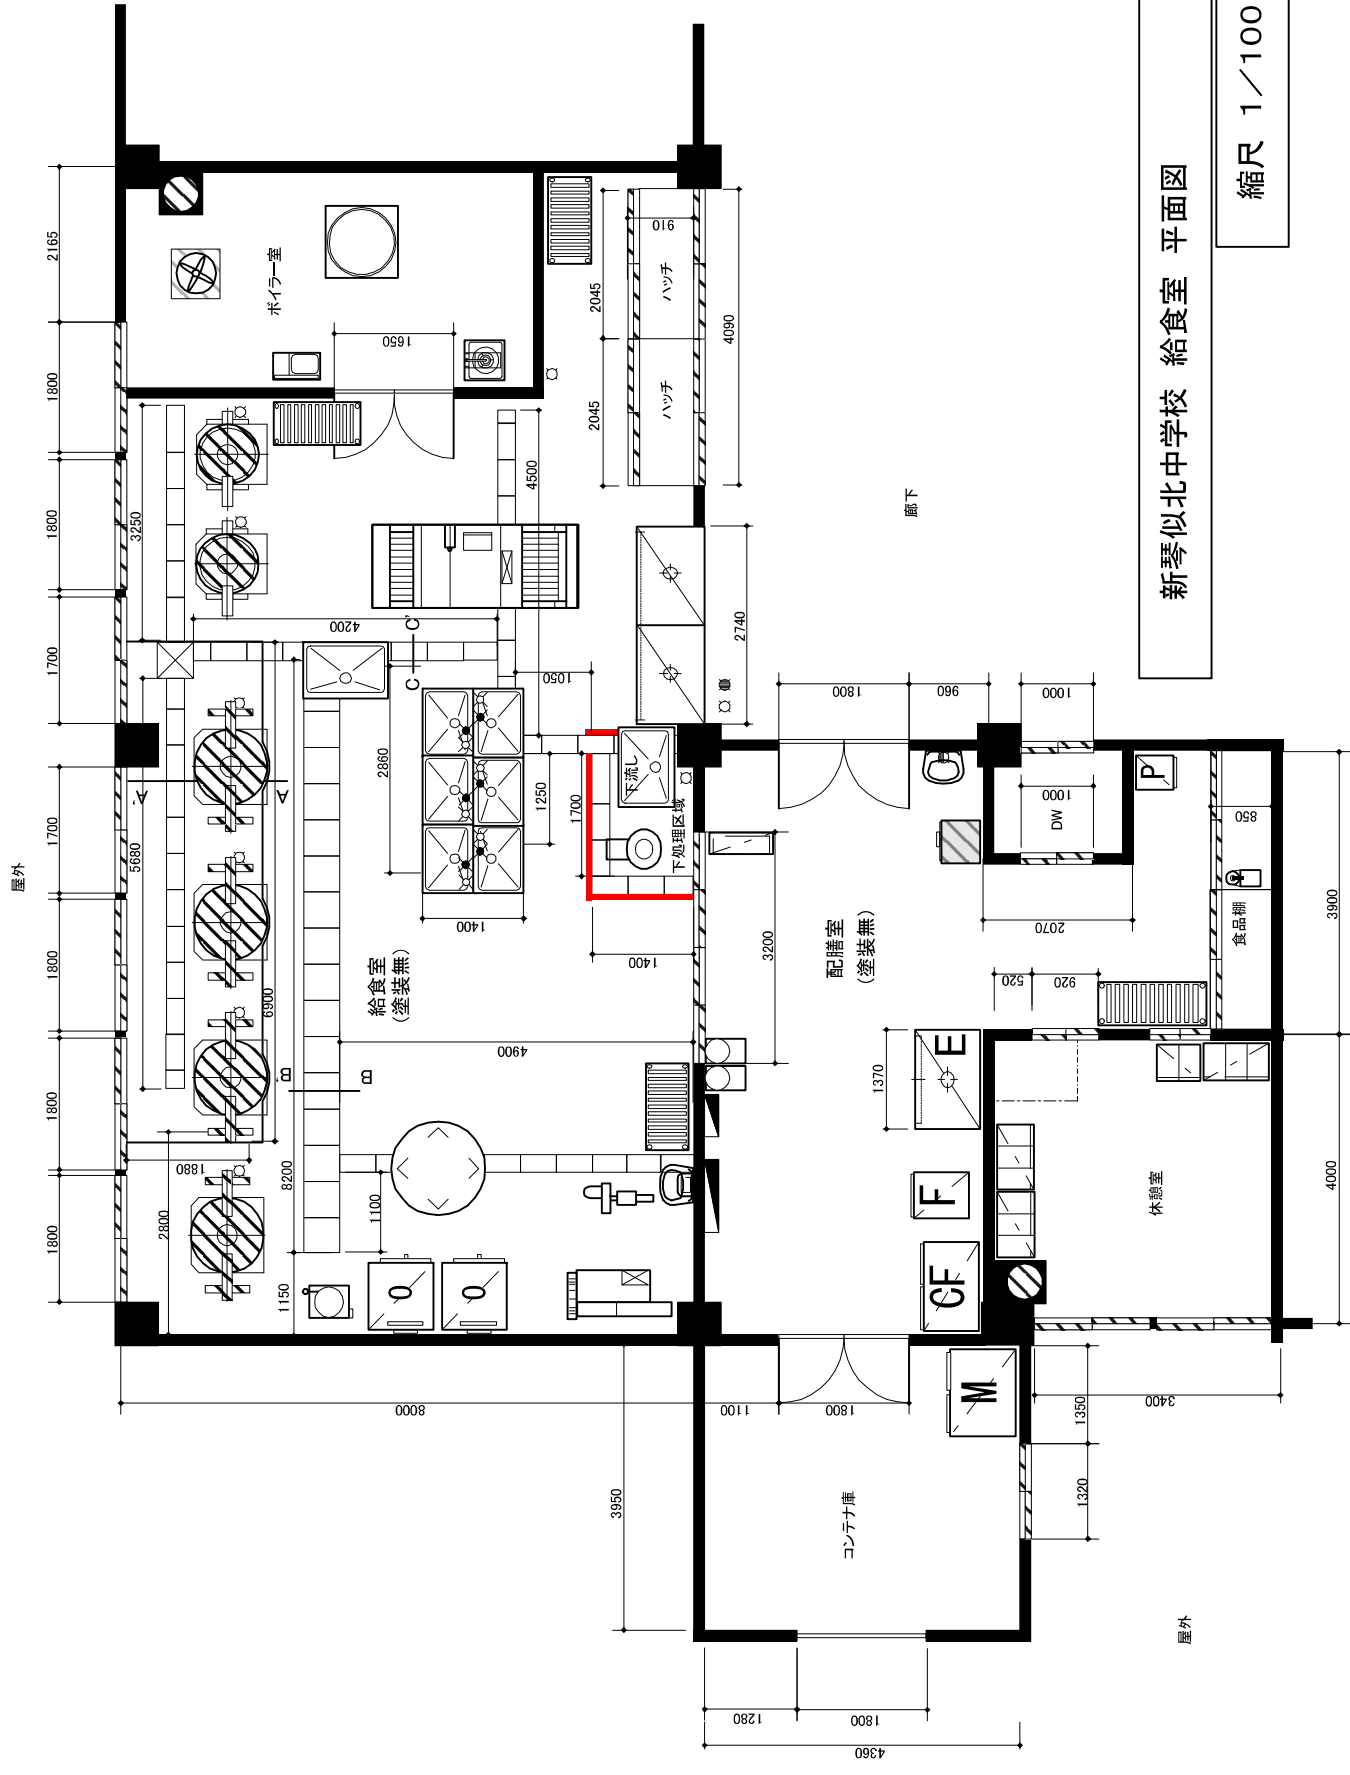 新琴似北中学校 給食室 平面図
縮尺 1/100
屋外
2165
1800
1800
1700
1700
1800
1800
1800
ボイラー室
1650
910
2045
2045
ハッチ
ハッチ
4090
3250
4500
4200
C
C'
1050
2740
廊下
5680
6900
A'
A
2860
1250
1700
1400
下流し
下処理区域
1400
1800
960
1000
1000
DW
P
850
給食室
(塗装無)
3200
配膳室
(塗装無)
2070
520
920
食品棚
3900
4900
B'
B
1880
2800
8200
1100
1150
O
O
1370
E
F
CF
休憩室
4000
8000
1100
1800
M
3400
1350
1320
3950
コンテナ庫
1280
1800
4360
屋外